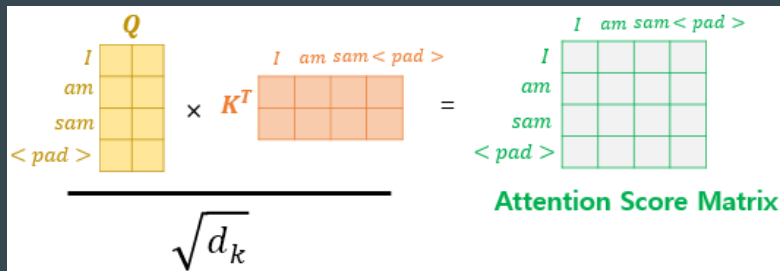 Q
I
am
sam
< pad >
×
K^T
I am sam < pad >
=
I am sam < pad >
I
am
sam
< pad >
√d_k
Attention Score Matrix